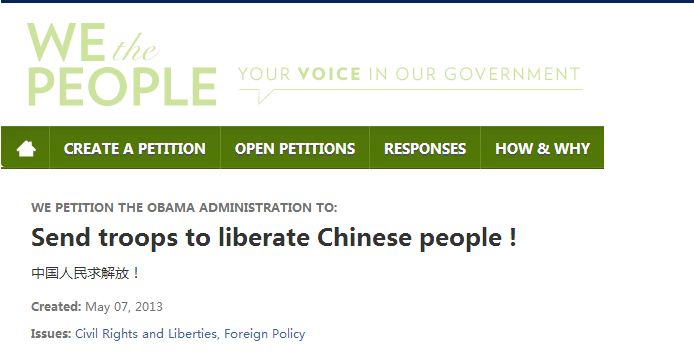 WE the
PEOPLE
YOUR VOICE IN OUR GOVERNMENT
CREATE A PETITION OPEN PETITIONS RESPONSES HOW & WHY
WE PETITION THE OBAMA ADMINISTRATION TO:
Send troops to liberate Chinese people !
中国人民求解放！
Created: May 07, 2013
Issues: Civil Rights and Liberties, Foreign Policy